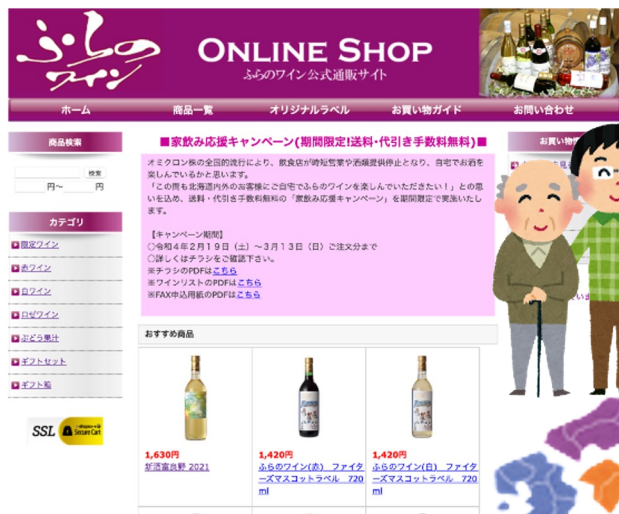 ふらの
ワイン
ONLINE SHOP
ふらのワイン公式通販サイト
ホーム
商品一覧
オリジナルラベル
お買い物ガイド
お問い合わせ
商品検索
検索
円〜 円
カテゴリ
限定ワイン
赤ワイン
白ワイン
ロゼワイン
ぶどう果汁
ギフトセット
ギフト箱
SSL
Secure Cart
■家飲み応援キャンペーン(期間限定!送料・代引き手数料無料)■
オミクロン株の全国的流行により、飲食店が時短営業や酒類提供停止となり、自宅でお酒を
楽しんでいるかと思います。
「この間も北海道内外のお客様にご自宅でふらのワインを楽しんでいただきたい!」との思
いを込め、送料・代引き手数料無料の「家飲み応援キャンペーン」を期間限定で実施いたし
ます。
【キャンペーン期間】
○令和４年２月１９日（土）〜３月１３日（日）ご注文分まで
○詳しくはチラシをご確認下さい。
※チラシのPDFはこちら
※ワインリストのPDFはこちら
※FAX申込用紙のPDFはこちら
おすすめ商品
1,630円
新酒富良野 2021
1,420円
ふらのワイン(赤) ファイタ
ーズマスコットラベル 720
ml
1,420円
ふらのワイン(白) ファイタ
ーズマスコットラベル 720
ml
お買い物